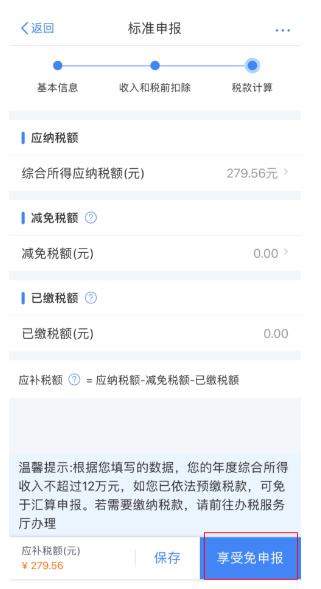 返回
标准申报
...
基本信息
收入和税前扣除
税款计算
应纳税额
综合所得应纳税额(元)
279.56元
减免税额 ?
减免税额(元)
0.00
已缴税额 ?
已缴税额(元)
0.00
应补税额 ? = 应纳税额-减免税额-已缴税额
温馨提示:根据您填写的数据，您的年度综合所得
收入不超过12万元，如您已依法预缴税款，可免
于汇算申报。若需要缴纳税款，请前往办税服务
厅办理
应补税额(元)
¥ 279.56
保存
享受免申报